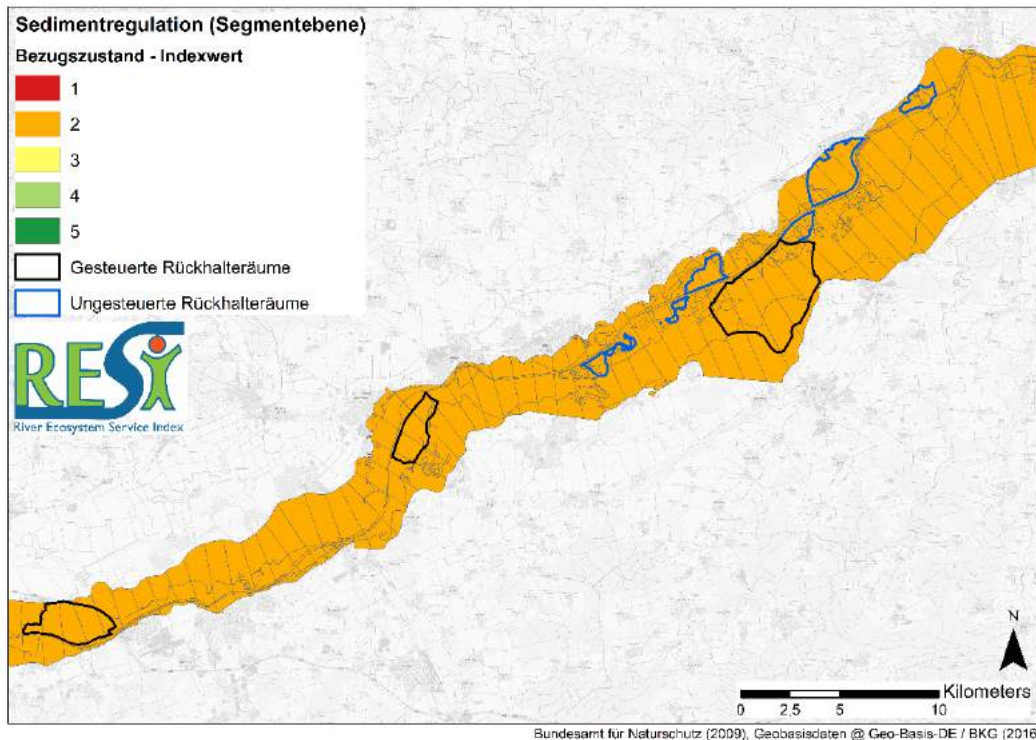 Sedimentregulation (Segmentebene)
Bezugszustand - Indexwert
1
2
3
4
5
Gesteuerte Rückhalteräume
Ungesteuerte Rückhalteräume
RESI
River Ecosystem Service Index
N
Kilometers
0 2,5 5 10
Bundesamt für Naturschutz (2009), Geobasisdaten @ Geo-Basis-DE / BKG (2016